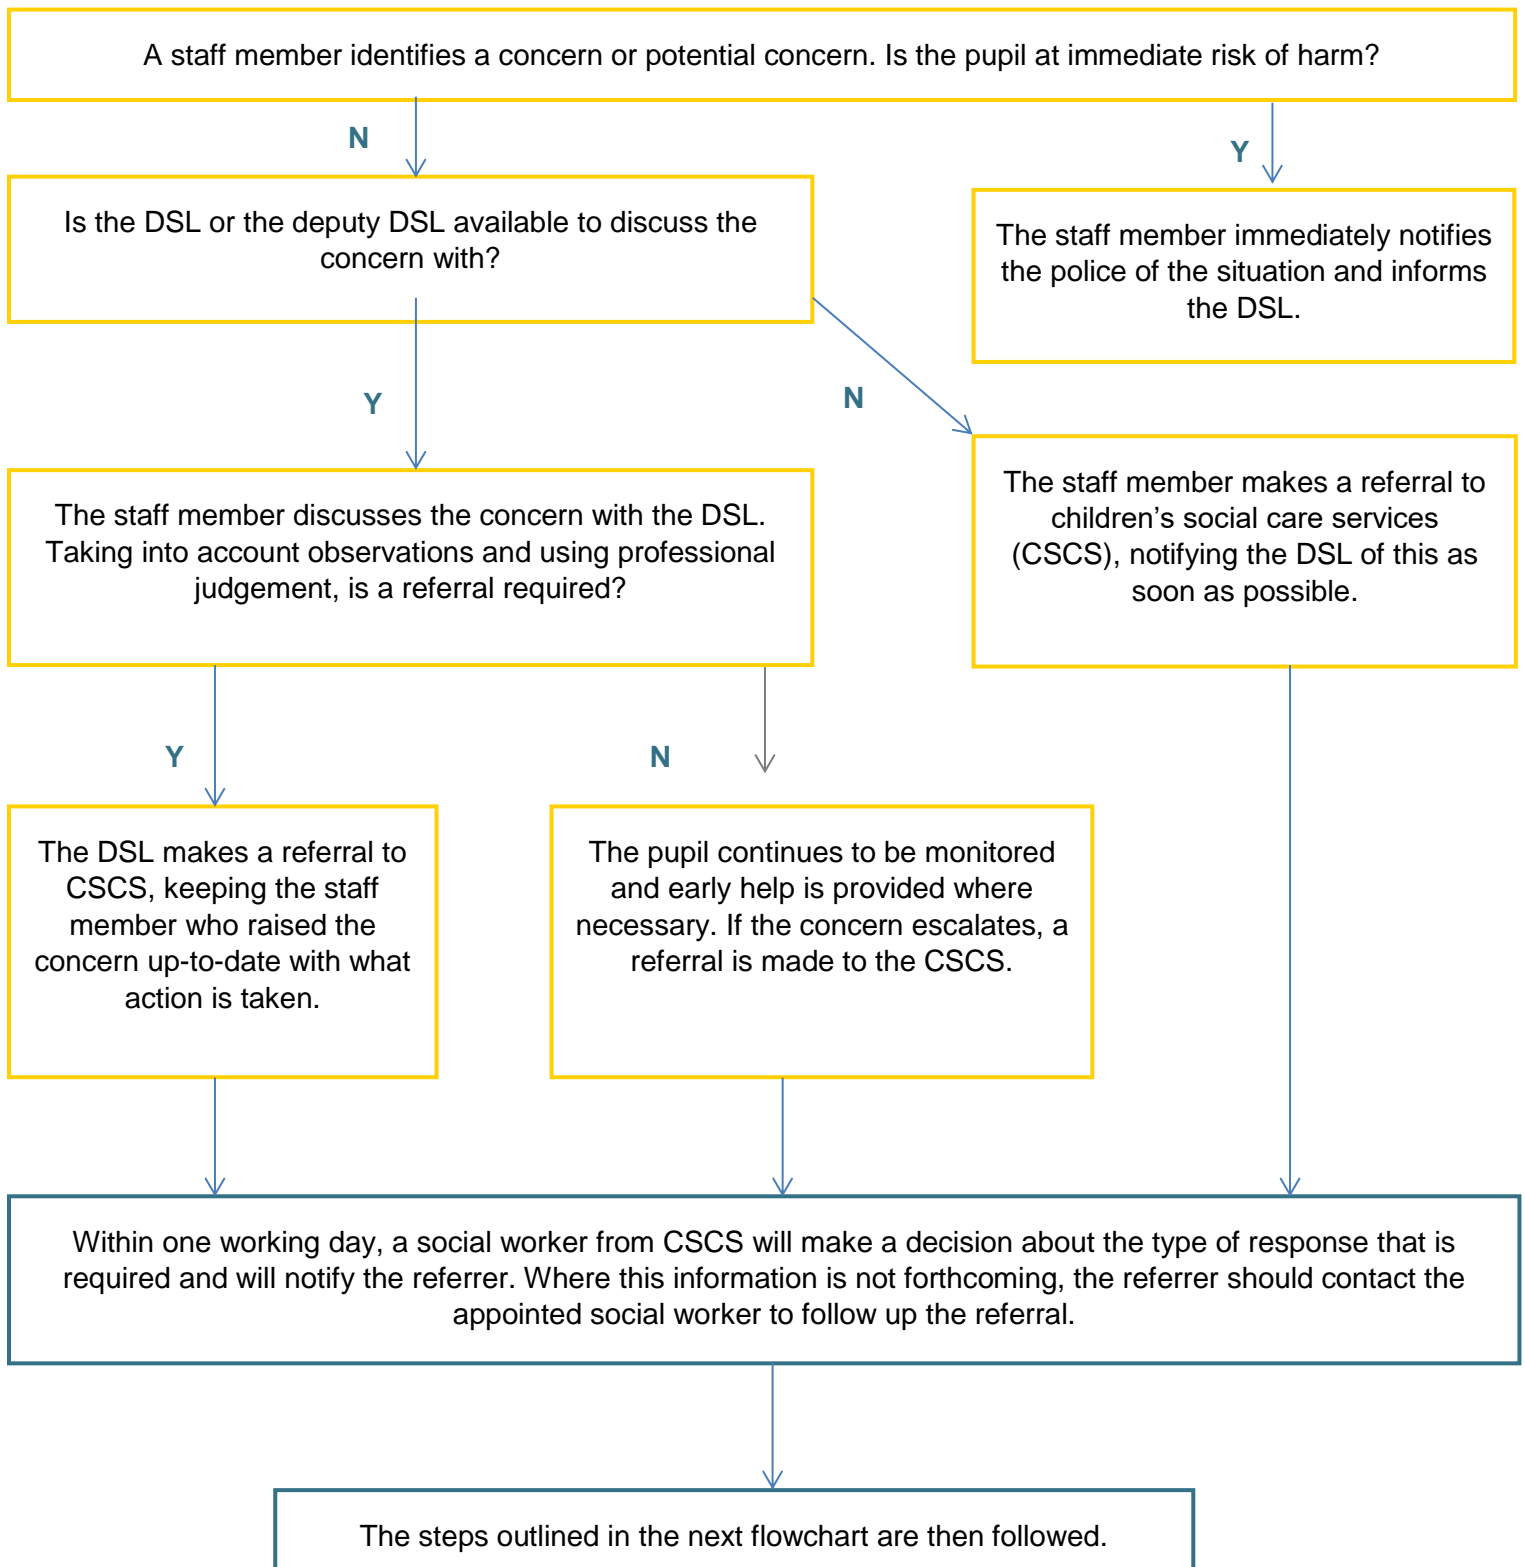 A staff member identifies a concern or potential concern. Is the pupil at immediate risk of harm?
N
Y
Is the DSL or the deputy DSL available to discuss the
concern with?
The staff member immediately notifies
the police of the situation and informs
the DSL.
Y
N
The staff member discusses the concern with the DSL.
Taking into account observations and using professional
judgement, is a referral required?
The staff member makes a referral to
children’s social care services
(CSCS), notifying the DSL of this as
soon as possible.
Y
N
The DSL makes a referral to
CSCS, keeping the staff
member who raised the
concern up-to-date with what
action is taken.
The pupil continues to be monitored
and early help is provided where
necessary. If the concern escalates, a
referral is made to the CSCS.
Within one working day, a social worker from CSCS will make a decision about the type of response that is
required and will notify the referrer. Where this information is not forthcoming, the referrer should contact the
appointed social worker to follow up the referral.
The steps outlined in the next flowchart are then followed.